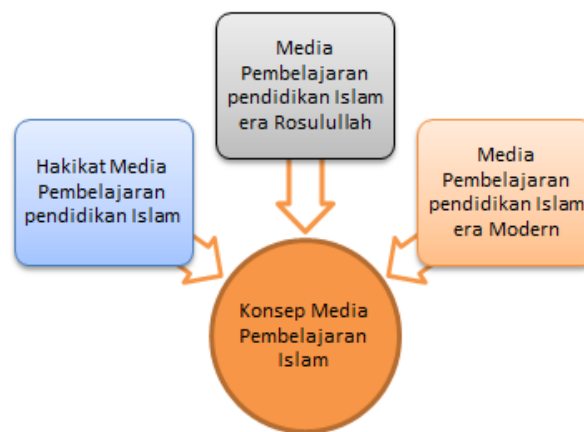 Media
Pembelajaran
pendidikan Islam
era Rosulullah
Hakikat Media
Pembelajaran
pendidikan Islam
Media
Pembelajaran
pendidikan Islam
era Modern
Konsep Media
Pembelajaran
Islam